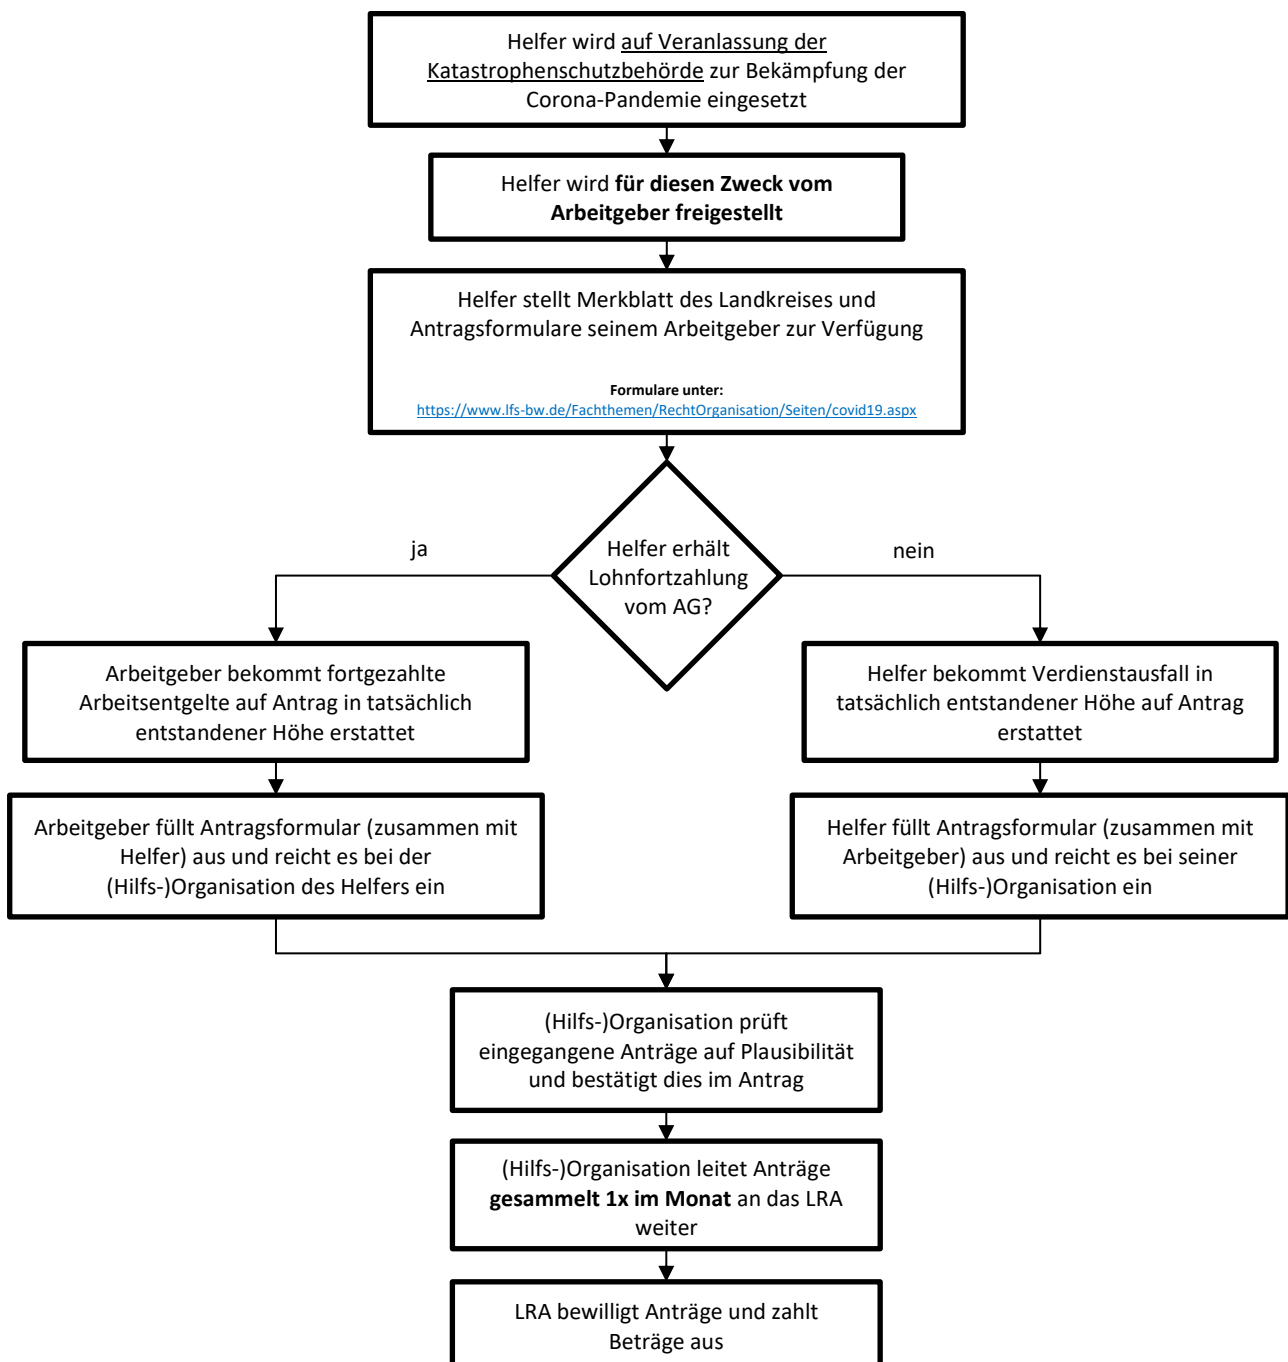 Helfer wird auf Veranlassung der
Katastrophenschutzbehörde zur Bekämpfung der
Corona-Pandemie eingesetzt
Helfer wird für diesen Zweck vom
Arbeitgeber freigestellt
Helfer stellt Merkblatt des Landkreises und
Antragsformulare seinem Arbeitgeber zur Verfügung
Formulare unter:
https://www.lfs-bw.de/Fachthemen/RechtOrganisation/Seiten/covid19.aspx
Helfer erhält
Lohnfortzahlung
vom AG?
ja
nein
Arbeitgeber bekommt fortgezahlte
Arbeitsentgelte auf Antrag in tatsächlich
entstandener Höhe erstattet
Helfer bekommt Verdienstausfall in
tatsächlich entstandener Höhe auf Antrag
erstattet
Arbeitgeber füllt Antragsformular (zusammen mit
Helfer) aus und reicht es bei der
(Hilfs-)Organisation des Helfers ein
Helfer füllt Antragsformular (zusammen mit
Arbeitgeber) aus und reicht es bei seiner
(Hilfs-)Organisation ein
(Hilfs-)Organisation prüft
eingegangene Anträge auf Plausibilität
und bestätigt dies im Antrag
(Hilfs-)Organisation leitet Anträge
gesammelt 1x im Monat an das LRA
weiter
LRA bewilligt Anträge und zahlt
Beträge aus